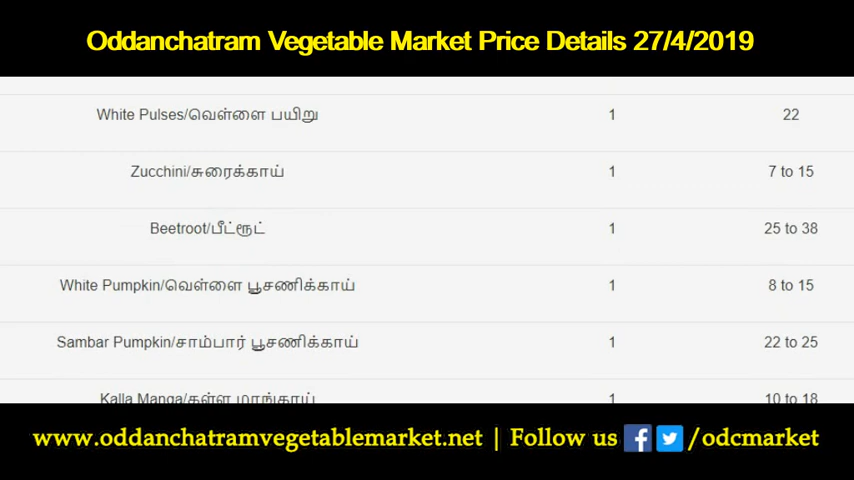 Oddanchatram Vegetable Market Price Details 27/4/2019
White Pulses/வெள்ளை பயிறு 1 22
Zucchini/சுரைக்காய் 1 7 to 15
Beetroot/பீட்ரூட் 1 25 to 38
White Pumpkin/வெள்ளை பூசணிக்காய் 1 8 to 15
Sambar Pumpkin/சாம்பார் பூசணிக்காய் 1 22 to 25
Kalla Manga/கள்ள மாங்காய் 1 10 to 18
www.oddanchatramvegetablemarket.net | Follow us /odcmarket